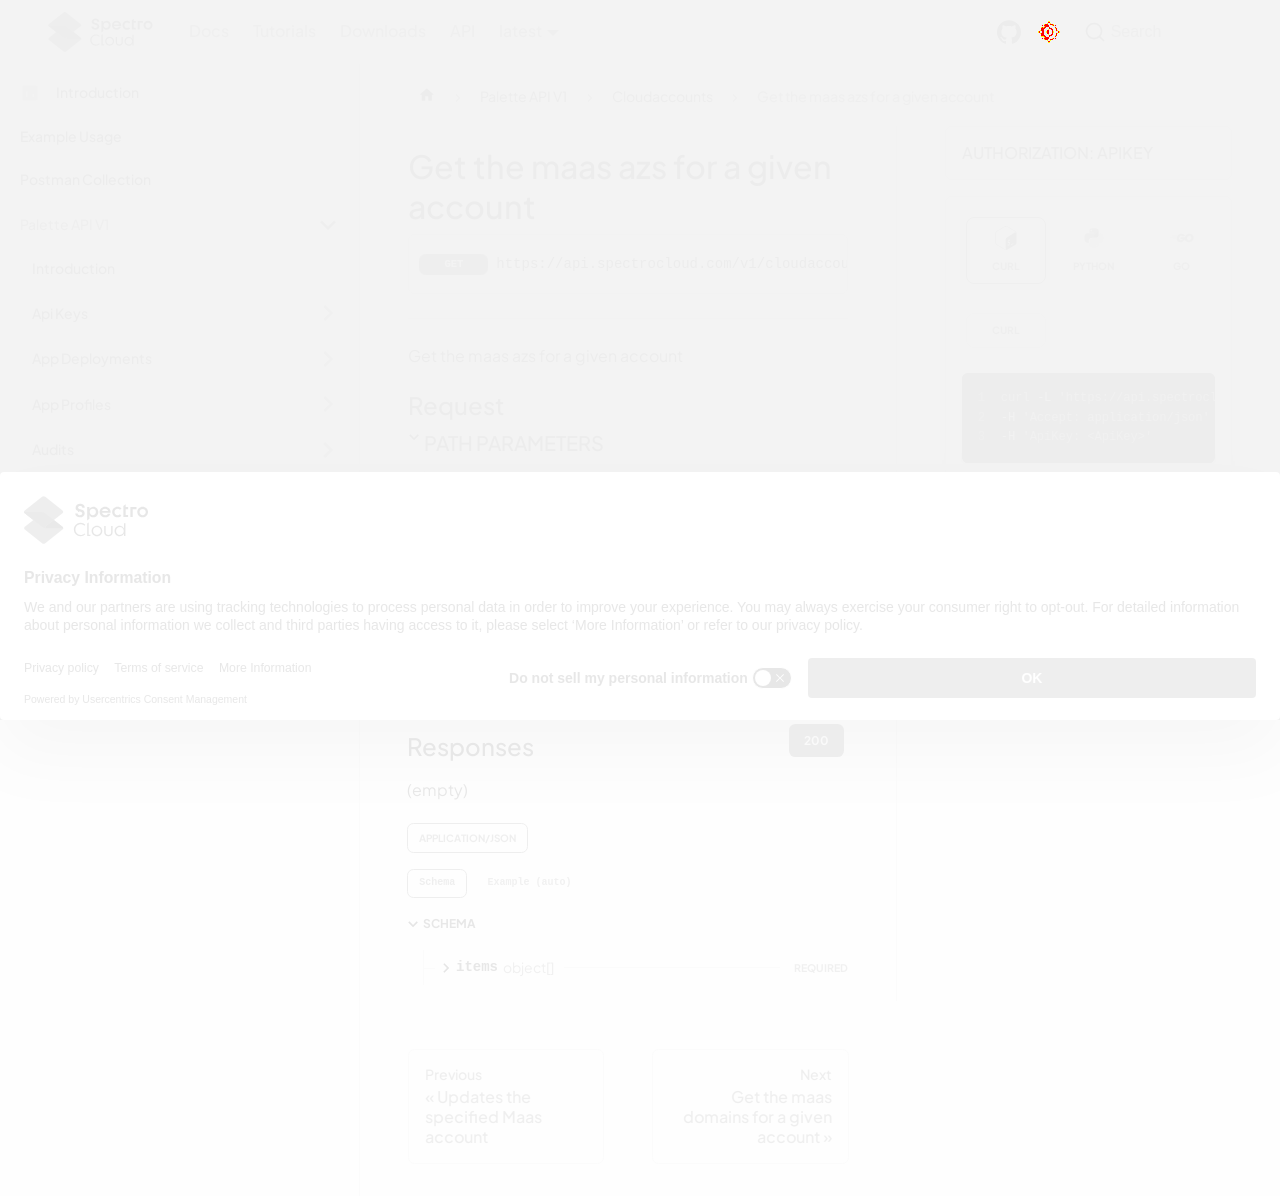 Spectro Cloud
Docs Tutorials Downloads API latest
Search
Introduction
Example Usage
Postman Collection
Palette API V1
Introduction
Api Keys
App Deployments
App Profiles
Audits
Palette API V1
Cloudaccounts
Get the maas azs for a given account
Get the maas azs for a given
account
GET
Get the maas azs for a given account
Request
PATH PARAMETERS
AUTHORIZATION: APIKEY
CURL PYTHON GO
CURL
Spectro
Cloud
Privacy Information
We and our partners are using tracking technologies to process personal data in order to improve your experience. You may always exercise your consumer right to opt-out. For detailed information
about personal information we collect and third parties having access to it, please select ‘More Information’ or refer to our privacy policy.
Privacy policy Terms of service More Information
Powered by Usercentrics Consent Management
Do not sell my personal information
OK
Responses
200
(empty)
APPLICATION/JSON
Schema Example (auto)
SCHEMA
items object[] REQUIRED
Previous
« Updates the
specified Maas
account
Next
Get the maas
domains for a given
account »